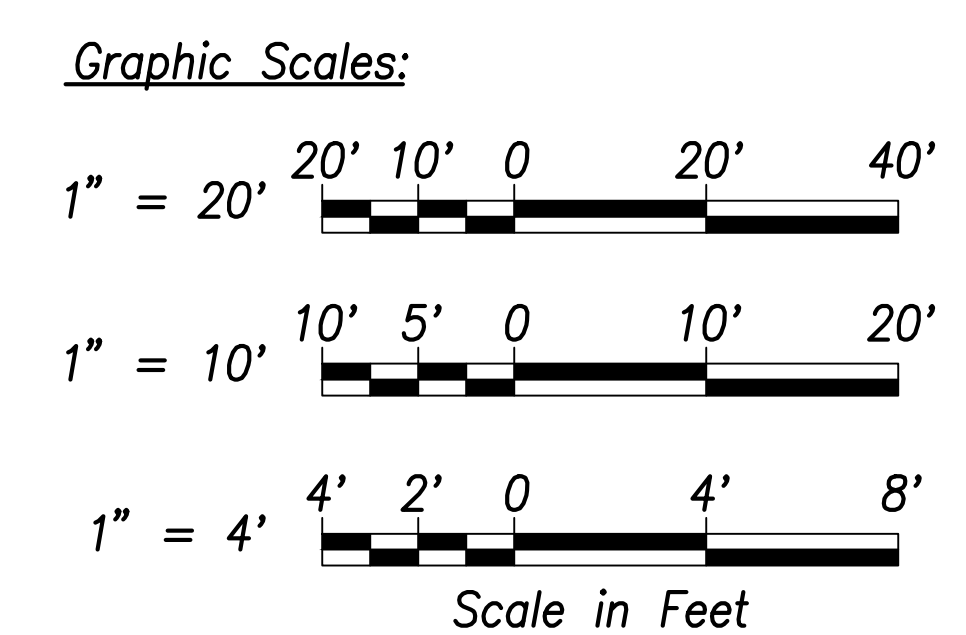 Graphic Scales:
20’ 10’ 0 20’ 40’
1” = 20’
10’ 5’ 0 10’ 20’
1” = 10’
4’ 2’ 0 4’ 8’
1” = 4’
Scale in Feet